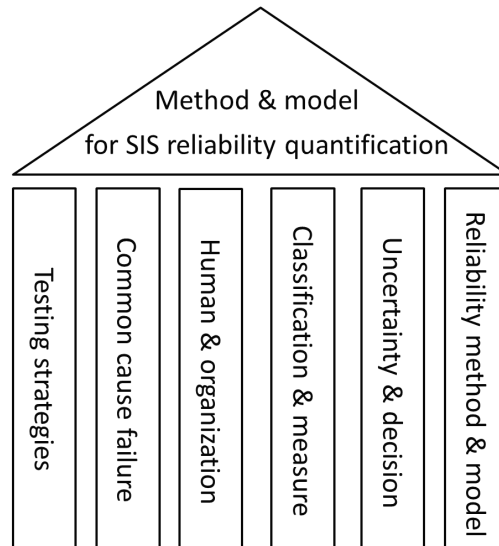 Method & model
for SIS reliability quantification
Testing strategies
Common cause failure
Human & organization
Classification & measure
Uncertainty & decision
Reliability method & model